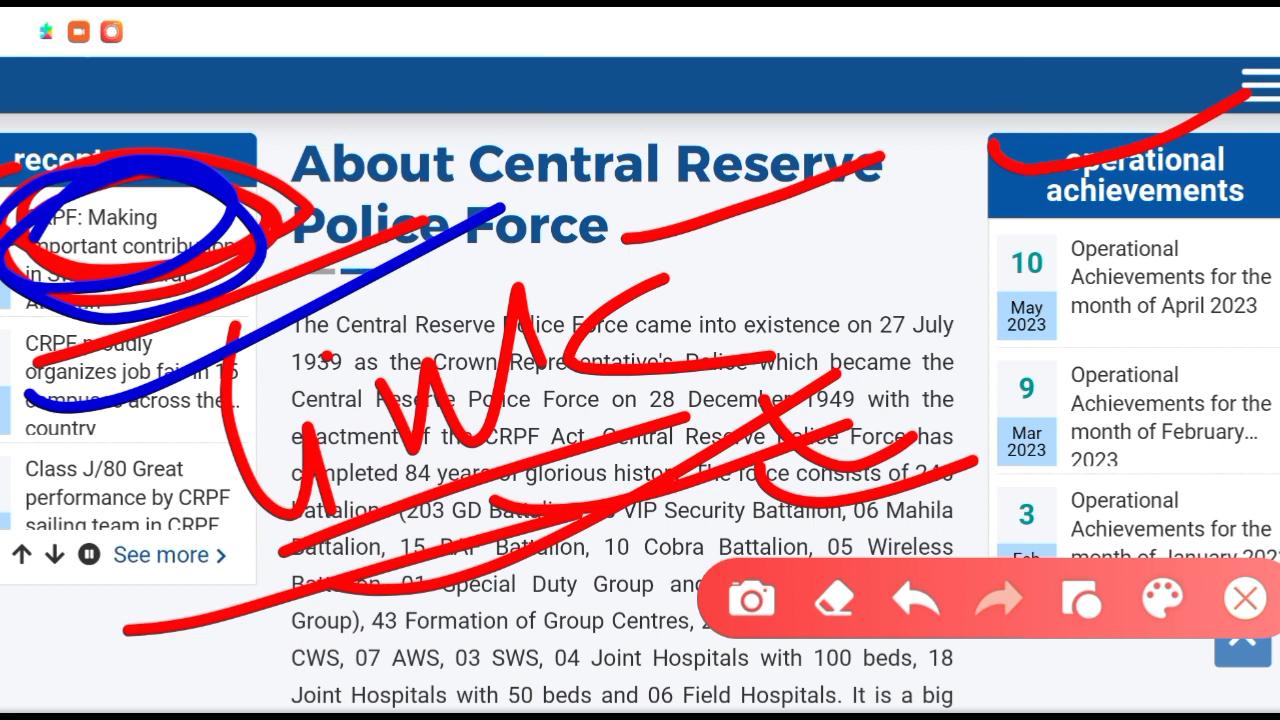 recent
Making
in
CRPF proudly
organizes job fair in 15
campuses across the...
country
Class J/80 Great
performance by CRPF
sailing team in CRPF
See more
About Central Reserve
Police Force
The Central Reserve Police Force came into existence on 27 July
1939 as the Crown Representative's Police which became the
Central Reserve Police Force on 28 December 1949 with the
enactment of the CRPF Act. Central Reserve Police Force has
completed 84 years of glorious history. The force consists of
battalions, (203 GD Battalion, VIP Security Battalion, 06 Mahila
Battalion, 15 RAF Battalion, 10 Cobra Battalion, 05 Wireless
Battalion, 01 Special Duty Group and
Group), 43 Formation of Group Centres,
CWS, 07 AWS, 03 SWS, 04 Joint Hospitals with 100 beds, 18
Joint Hospitals with 50 beds and 06 Field Hospitals. It is a big
operational
achievements
10
May
2023
Operational
Achievements for the
month of April 2023
9
Mar
2023
Operational
Achievements for the
month of February...
2023
3
Feb
Operational
Achievements for the
month of January 2023